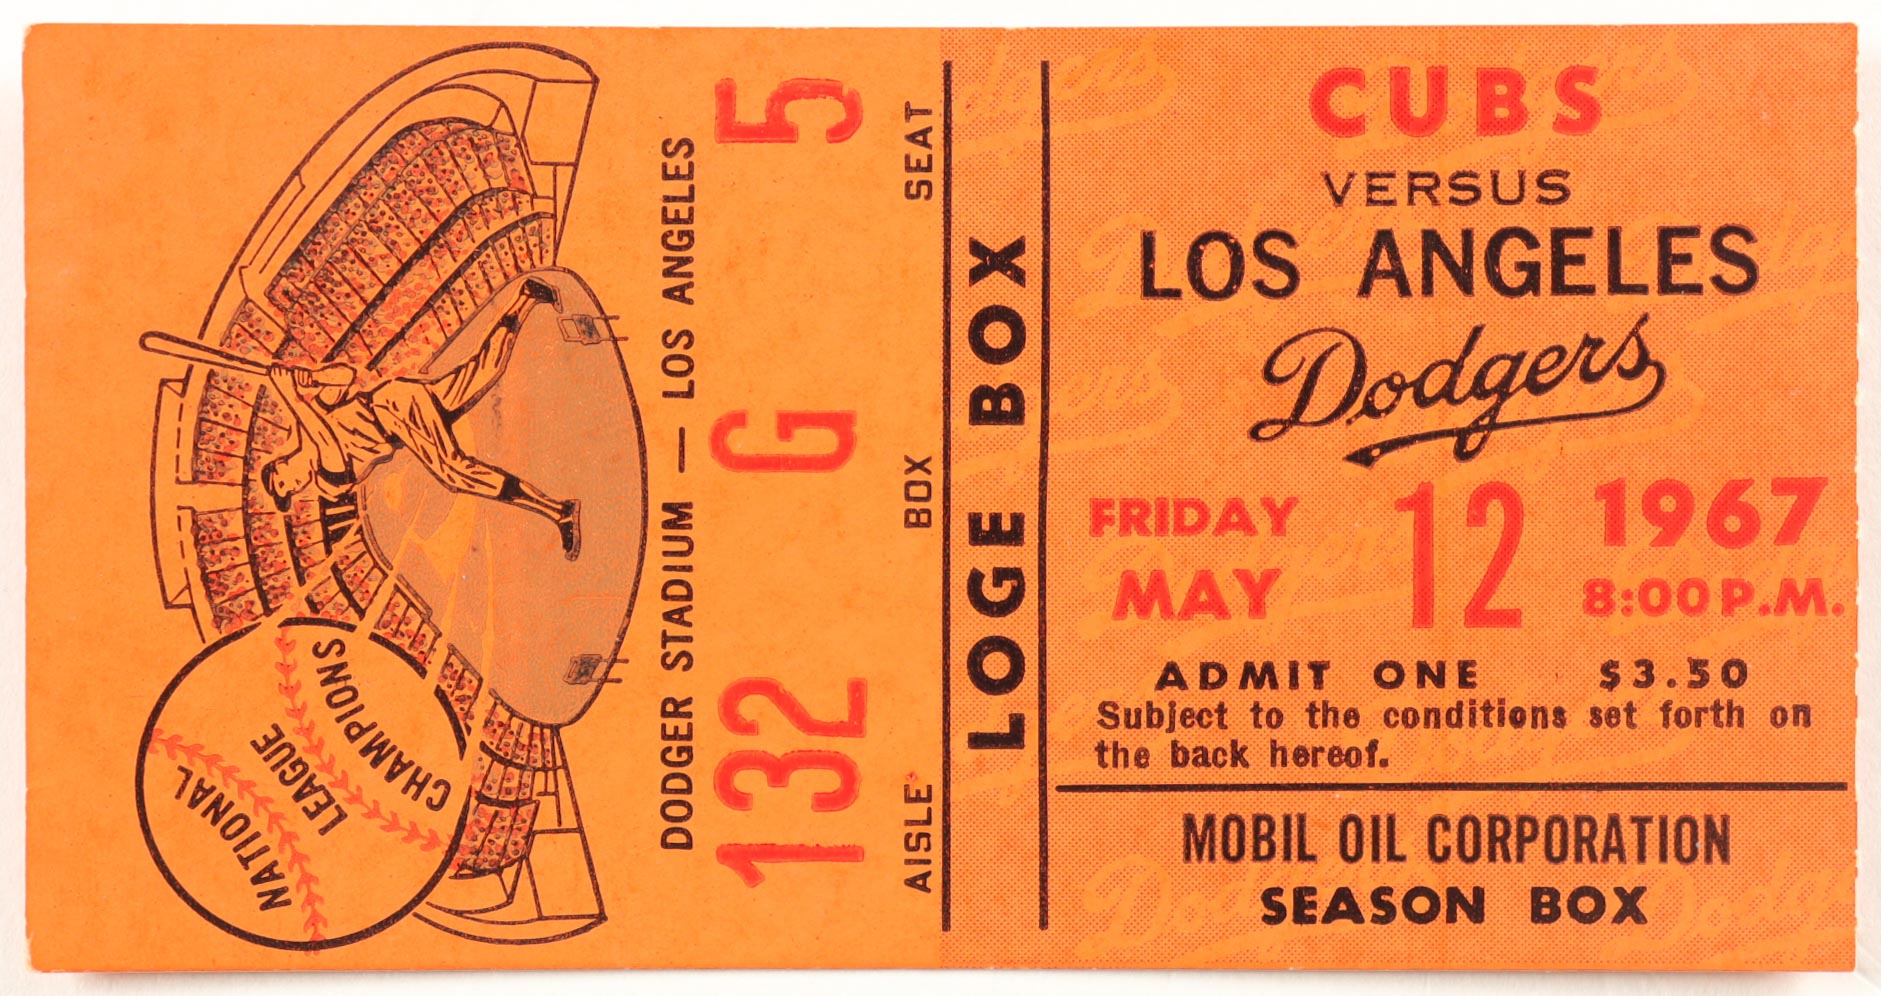 NATIONAL
LEAGUE
CHAMPIONS
DODGER STADIUM — LOS ANGELES
132 G 5
AISLE BOX SEAT
LOGE BOX
CUBS
VERSUS
LOS ANGELES
Dodgers
FRIDAY MAY 12 1967
8:00 P.M.
ADMIT ONE $3.50
Subject to the conditions set forth on
the back hereof.
MOBIL OIL CORPORATION
SEASON BOX